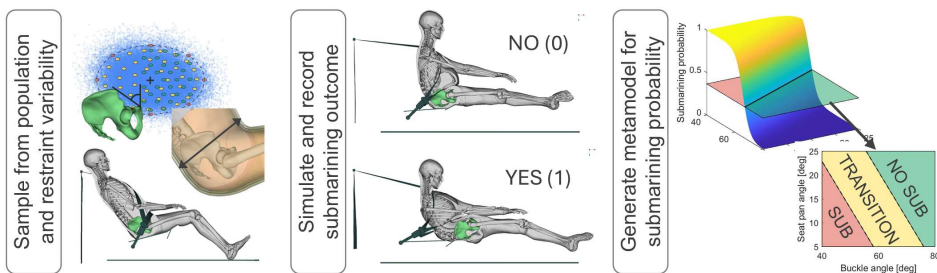 Sample from population
and restraint variability
Simulate and record
submarining outcome
NO (0)
YES (1)
Generate metamodel for
submarining probability
Submarining probability
1
0.5
0
40
60
25
Seat pan angle [deg]
25
20
15
10
5
SUB
TRANSITION
NO SUB
40
60
80
Buckle angle [deg]